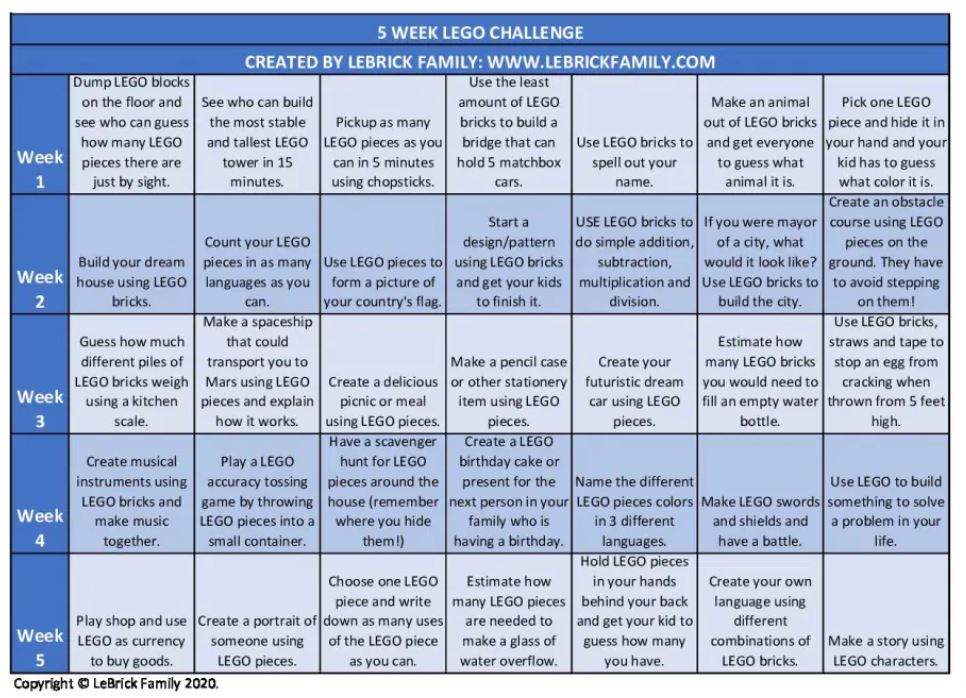 5 WEEK LEGO CHALLENGE
CREATED BY LEBRICK FAMILY: WWW.LEBRICKFAMILY.COM
Week
1
Dump LEGO blocks
on the floor and
see who can guess
how many LEGO
pieces there are
just by sight.
See who can build
the most stable
and tallest LEGO
tower in 15
minutes.
Pickup as many
LEGO pieces as you
can in 5 minutes
using chopsticks.
Use the least
amount of LEGO
bricks to build a
bridge that can
hold 5 matchbox
cars.
Use LEGO bricks to
spell out your
name.
Make an animal
out of LEGO bricks
and get everyone
to guess what
animal it is.
Pick one LEGO
piece and hide it in
your hand and your
kid has to guess
what color it is.
Week
2
Build your dream
house using LEGO
bricks.
Count your LEGO
pieces in as many
languages as you
can.
Use LEGO pieces to
form a picture of
your country's flag.
Start a
design/pattern
using LEGO bricks
and get your kids
to finish it.
USE LEGO bricks to
do simple addition,
subtraction,
multiplication and
division.
If you were mayor
of a city, what
would it look like?
Use LEGO bricks to
build the city.
Create an obstacle
course using LEGO
pieces on the
ground. They have
to avoid stepping
on them!
Week
3
Guess how much
different piles of
LEGO bricks weigh
using a kitchen
scale.
Make a spaceship
that could
transport you to
Mars using LEGO
pieces and explain
how it works.
Create a delicious
picnic or meal
using LEGO pieces.
Make a pencil case
or other stationery
item using LEGO
pieces.
Create your
futuristic dream
car using LEGO
pieces.
Estimate how
many LEGO bricks
you would need to
fill an empty water
bottle.
Use LEGO bricks,
straws and tape to
stop an egg from
cracking when
thrown from 5 feet
high.
Week
4
Create musical
instruments using
LEGO bricks and
make music
together.
Play a LEGO
accuracy tossing
game by throwing
LEGO pieces into a
small container.
Have a scavenger
hunt for LEGO
pieces around the
house (remember
where you hide
them!)
Create a LEGO
birthday cake or
present for the
next person in your
family who is
having a birthday.
Name the different
LEGO pieces colors
in 3 different
languages.
Make LEGO swords
and shields and
have a battle.
Use LEGO to build
something to solve
a problem in your
life.
Week
5
Play shop and use
LEGO as currency
to buy goods.
Create a portrait of
someone using
LEGO pieces.
Choose one LEGO
piece and write
down as many uses
of the LEGO piece
as you can.
Estimate how
many LEGO pieces
are needed to
make a glass of
water overflow.
Hold LEGO pieces
in your hands
behind your back
and get your kid to
guess how many
you have.
Create your own
language using
different
combinations of
LEGO bricks.
Make a story using
LEGO characters.
Copyright © LeBrick Family 2020.